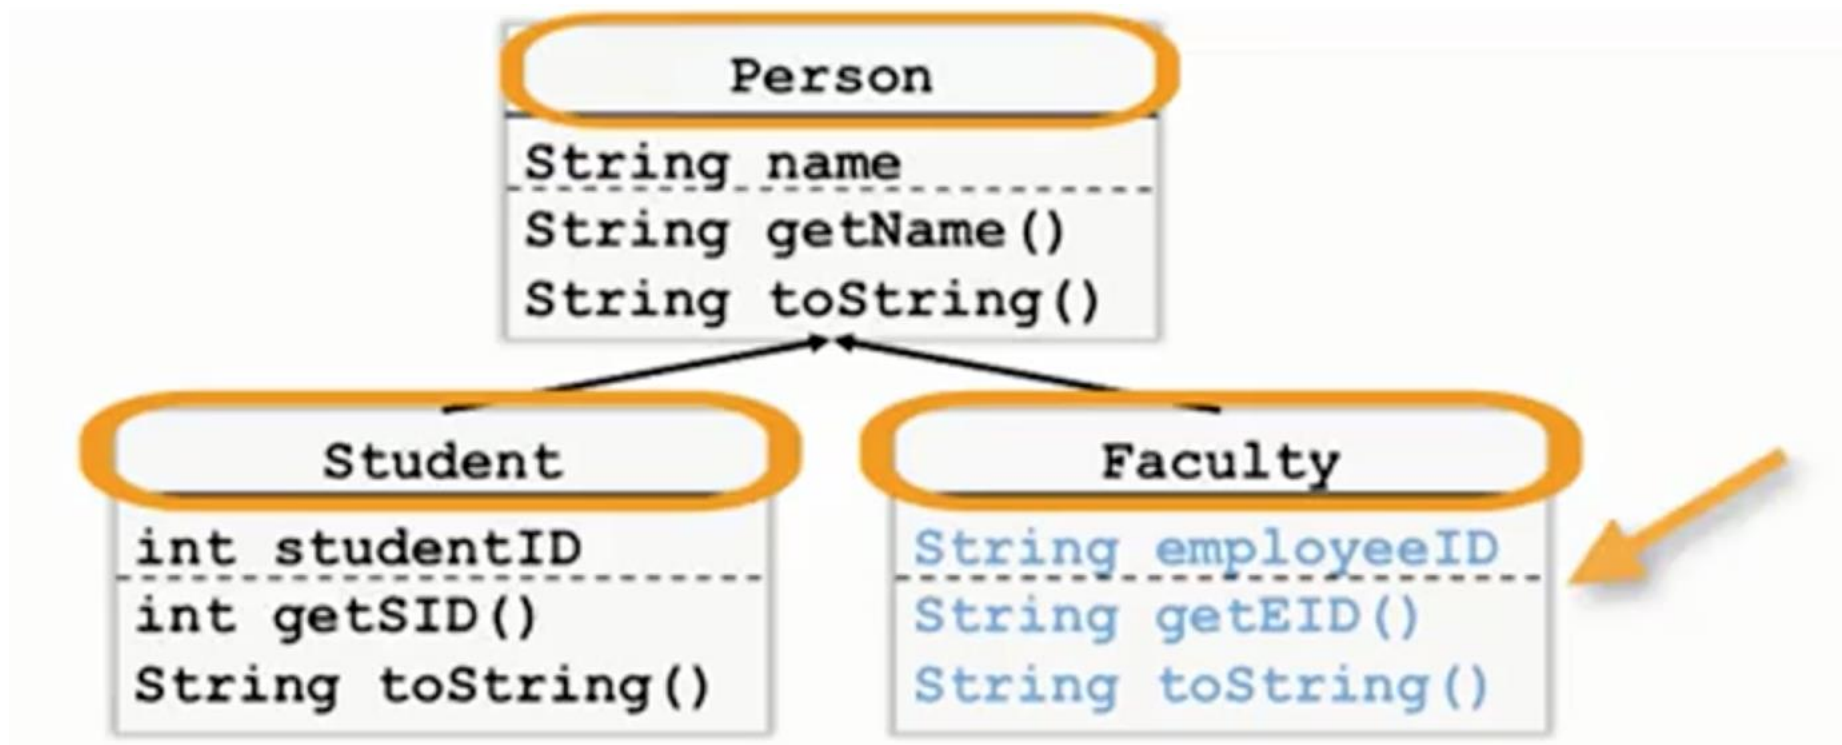 Person
String name
String getName()
String toString()
Student
int studentID
int getSID()
String toString()
Faculty
String employeeID
String getEID()
String toString()